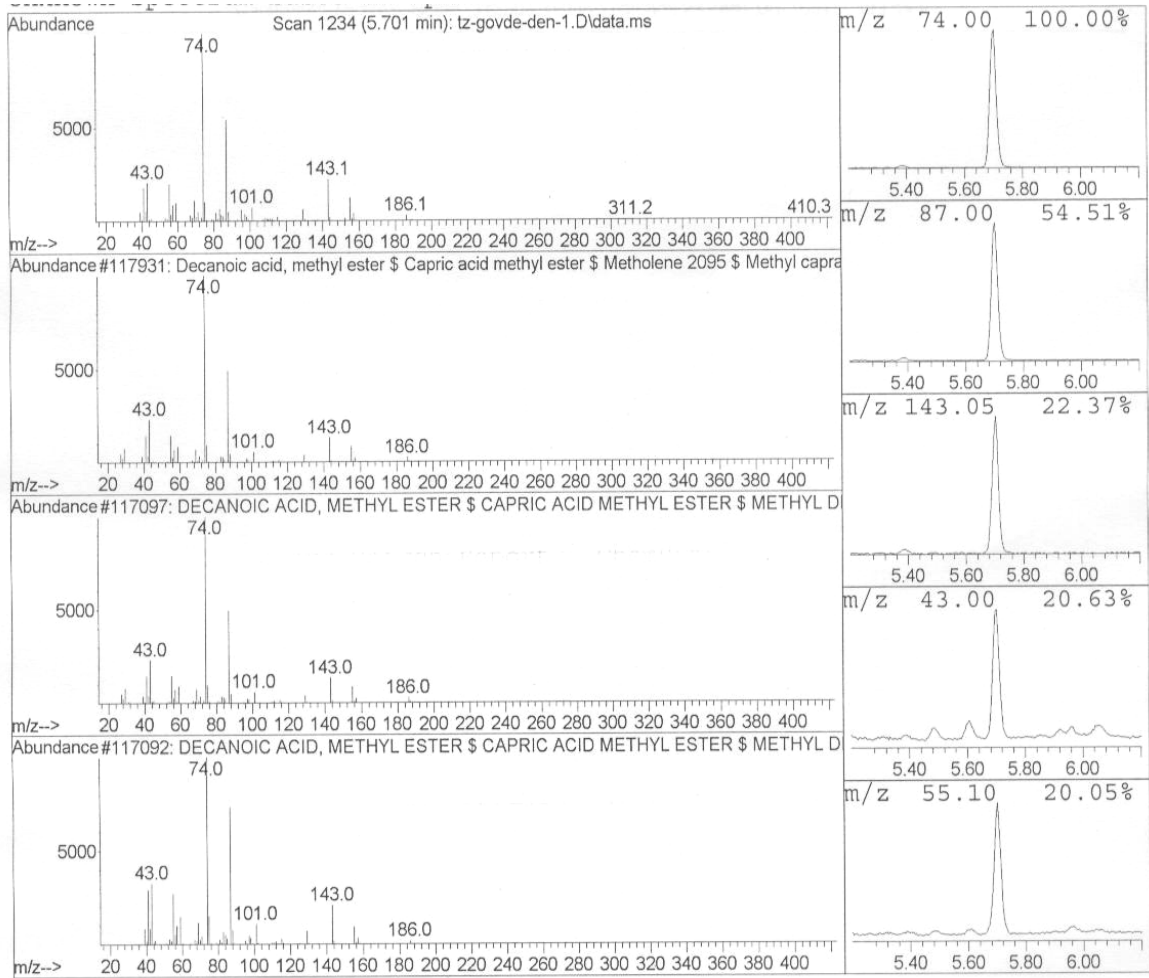 Abundance
Scan 1234 (5.701 min): tz-govde-den-1.D\data.ms
74.0
5000
43.0
101.0
143.1
186.1
311.2
410.3
m/z-->
20 40 60 80 100 120 140 160 180 200 220 240 260 280 300 320 340 360 380 400
Abundance #117931: Decanoic acid, methyl ester $ Capric acid methyl ester $ Metholene 2095 $ Methyl capra
74.0
5000
43.0
101.0
143.0
186.0
m/z-->
20 40 60 80 100 120 140 160 180 200 220 240 260 280 300 320 340 360 380 400
Abundance #117097: DECANOIC ACID, METHYL ESTER $ CAPRIC ACID METHYL ESTER $ METHYL D
74.0
5000
43.0
101.0
143.0
186.0
m/z-->
20 40 60 80 100 120 140 160 180 200 220 240 260 280 300 320 340 360 380 400
Abundance #117092: DECANOIC ACID, METHYL ESTER $ CAPRIC ACID METHYL ESTER $ METHYL D
74.0
5000
43.0
101.0
143.0
186.0
m/z-->
20 40 60 80 100 120 140 160 180 200 220 240 260 280 300 320 340 360 380 400
m/z 74.00 100.00%
5.40 5.60 5.80 6.00
m/z 87.00 54.51%
5.40 5.60 5.80 6.00
m/z 143.05 22.37%
5.40 5.60 5.80 6.00
m/z 43.00 20.63%
5.40 5.60 5.80 6.00
m/z 55.10 20.05%
5.40 5.60 5.80 6.00